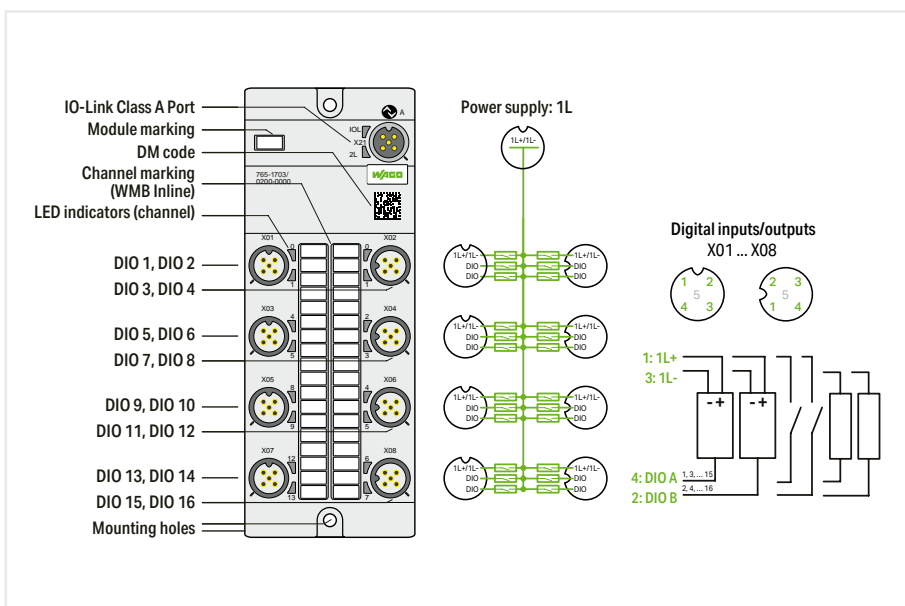 IO-Link Class A Port
Module marking
DM code
Channel marking
(WMB Inline)
LED indicators (channel)
DIO 1, DIO 2
DIO 3, DIO 4
DIO 5, DIO 6
DIO 7, DIO 8
DIO 9, DIO 10
DIO 11, DIO 12
DIO 13, DIO 14
DIO 15, DIO 16
Mounting holes
A
IOL
X21
2L
WAGO
765-1703/
0200-0000
X01
X02
0
0
1
1
X03
X04
4
2
5
3
X05
X06
8
4
9
5
X07
X08
12
6
13
7
Power supply: 1L
1L+/1L-
1L+/1L-
1L+/1L-
DIO
DIO
DIO
DIO
1L+/1L-
1L+/1L-
DIO
DIO
DIO
DIO
1L+/1L-
1L+/1L-
DIO
DIO
DIO
DIO
1L+/1L-
1L+/1L-
DIO
DIO
DIO
DIO
Digital inputs/outputs
X01 ... X08
1 2
5
4 3
2 3
5
1 4
1: 1L+
3: 1L-
- +
- +
4: DIO A
1, 3, ... 15
2, 4, ... 16
2: DIO B